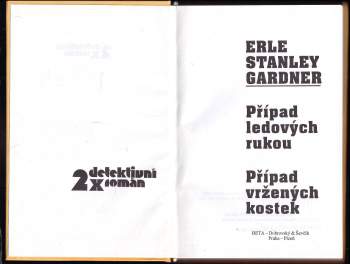 2x detektivní
román
ERLE
STANLEY
GARDNER
Případ
ledových
rukou
Případ
vržených
kostek
BETA – Dobrovský & Ševčík
Praha – Plzeň